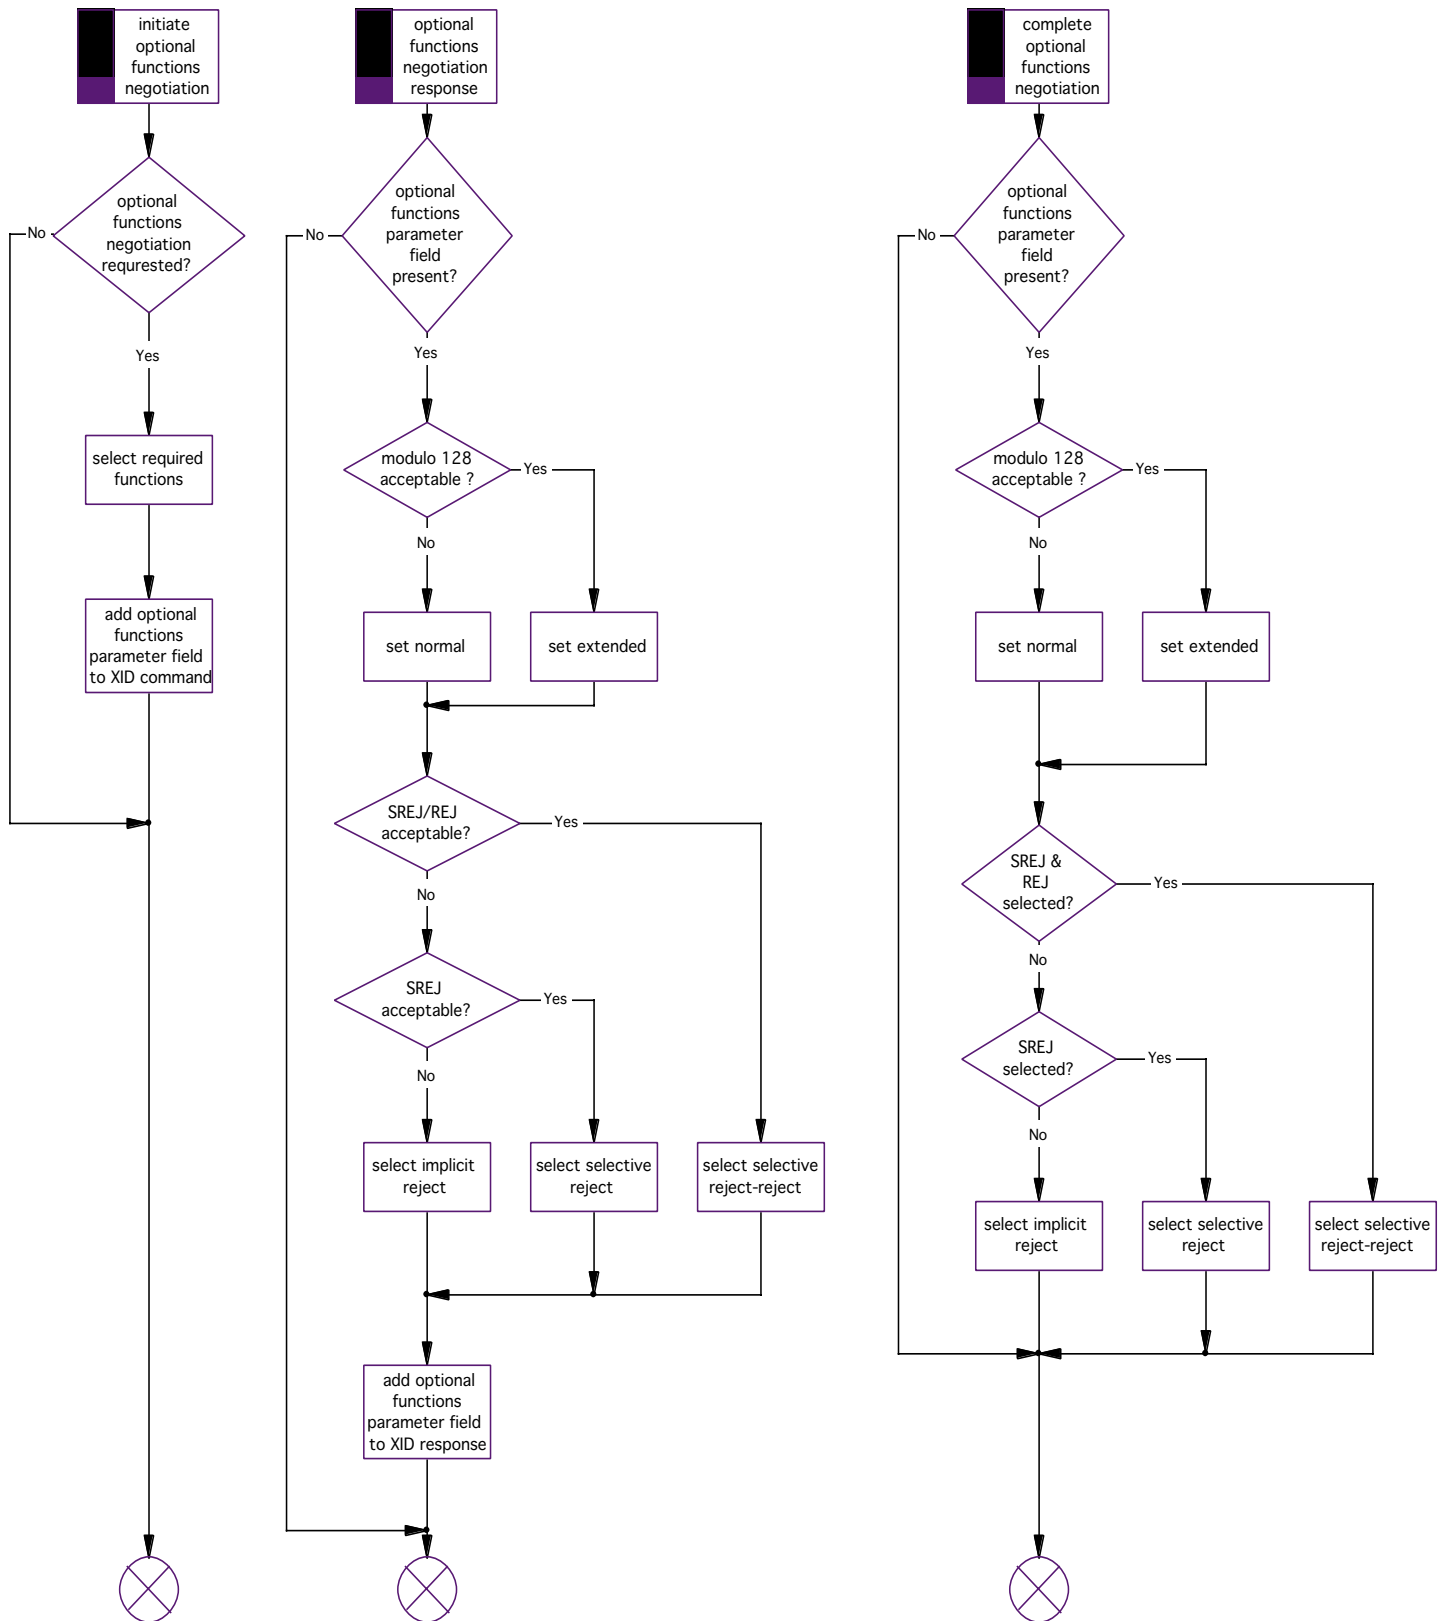 initiate
optional
functions
negotiation
optional
functions
negotiation
requrested?
No
Yes
select required
functions
add optional
functions
parameter field
to XID command
optional
functions
negotiation
response
optional
functions
parameter
field
present?
No
Yes
modulo 128
acceptable ?
Yes
No
set normal
set extended
SREJ/REJ
acceptable?
Yes
No
SREJ
acceptable?
Yes
No
select implicit
reject
select selective
reject
select selective
reject-reject
add optional
functions
parameter field
to XID response
complete
optional
functions
negotiation
optional
functions
parameter
field
present?
No
Yes
modulo 128
acceptable ?
Yes
No
set normal
set extended
SREJ &
REJ
selected?
Yes
No
SREJ
selected?
Yes
No
select implicit
reject
select selective
reject
select selective
reject-reject